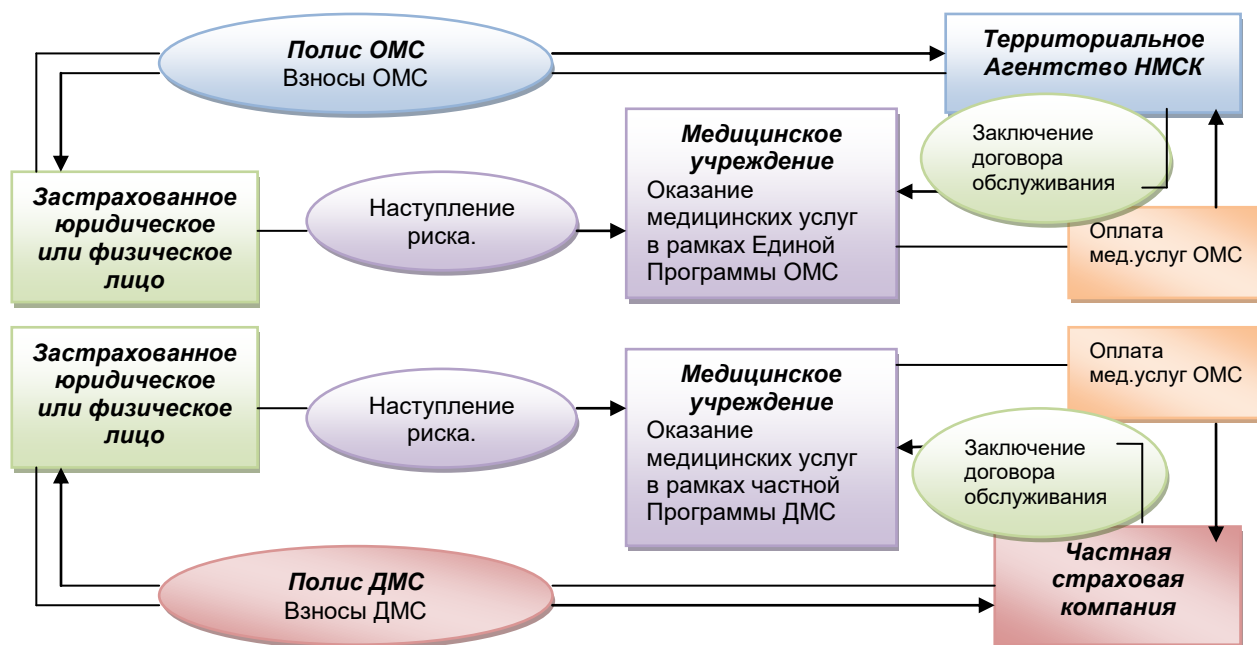 Полис ОМС
Взносы ОМС
Территориальное
Агентство НМСК
Застрахованное
юридическое
или физическое
лицо
Наступление
риска.
Медицинское
учреждение
Оказание
медицинских услуг
в рамках Единой
Программы ОМС
Заключение
договора
обслуживания
Оплата
мед.услуг ОМС
Застрахованное
юридическое
или физическое
лицо
Наступление
риска.
Медицинское
учреждение
Оказание
медицинских услуг
в рамках частной
Программы ДМС
Оплата
мед.услуг ОМС
Заключение
договора
обслуживания
Полис ДМС
Взносы ДМС
Частная
страховая
компания